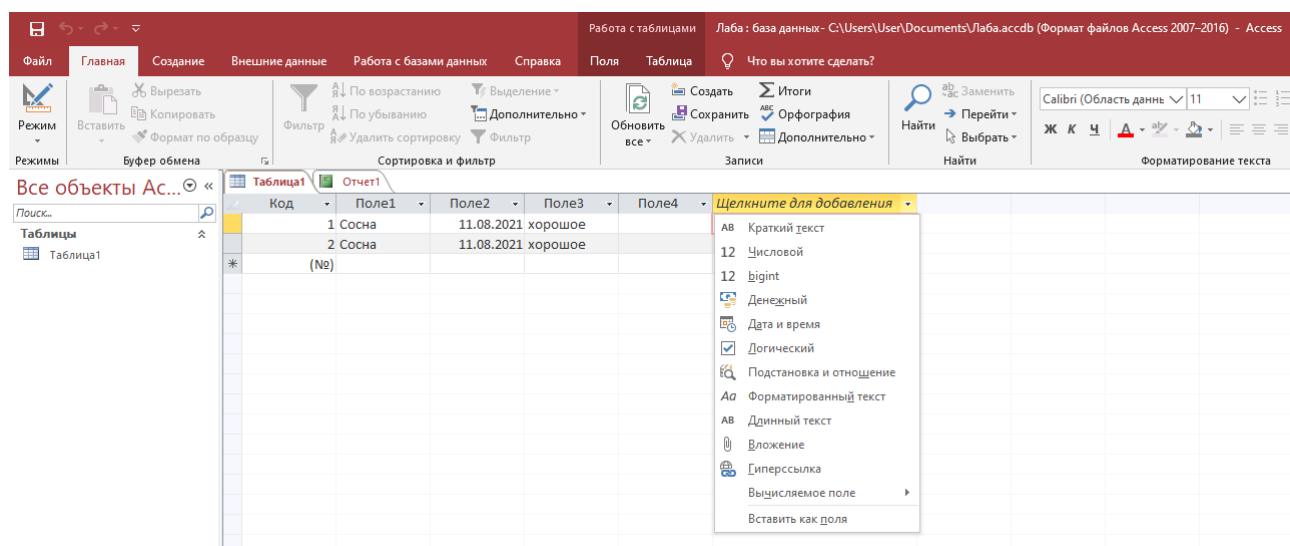 Работа с таблицами Лаба : база данных- C:\Users\User\Documents\Лаба.accdb (Формат файлов Access 2007–2016) - Access
Файл Главная Создание Внешние данные Работа с базами данных Справка Поля Таблица Что вы хотите сделать?
Режим
Режимы
Вставить
Вырезать
Копировать
Формат по образцу
Буфер обмена
Фильтр
По возрастанию
По убыванию
Удалить сортировку
Выделение
Дополнительно
Фильтр
Сортировка и фильтр
Обновить
все
Создать
Сохранить
Удалить
Итоги
Орфография
Дополнительно
Записи
Найти
Заменить
Перейти
Выбрать
Найти
Calibri (Область даннь 11
Ж К Ч А
Форматирование текста
Все объекты Ac...
Поиск...
Таблицы
Таблица1
Таблица1 Отчет1
Код Поле1 Поле2 Поле3 Поле4 Щелкните для добавления
1 Сосна 11.08.2021 хорошое
2 Сосна 11.08.2021 хорошое
* (№)
AB Краткий текст
12 Числовой
12 bigint
Денежный
Дата и время
Логический
Подстановка и отношение
Aa Форматированный текст
AB Длинный текст
Вложение
Гиперссылка
Вычисляемое поле
Вставить как поля